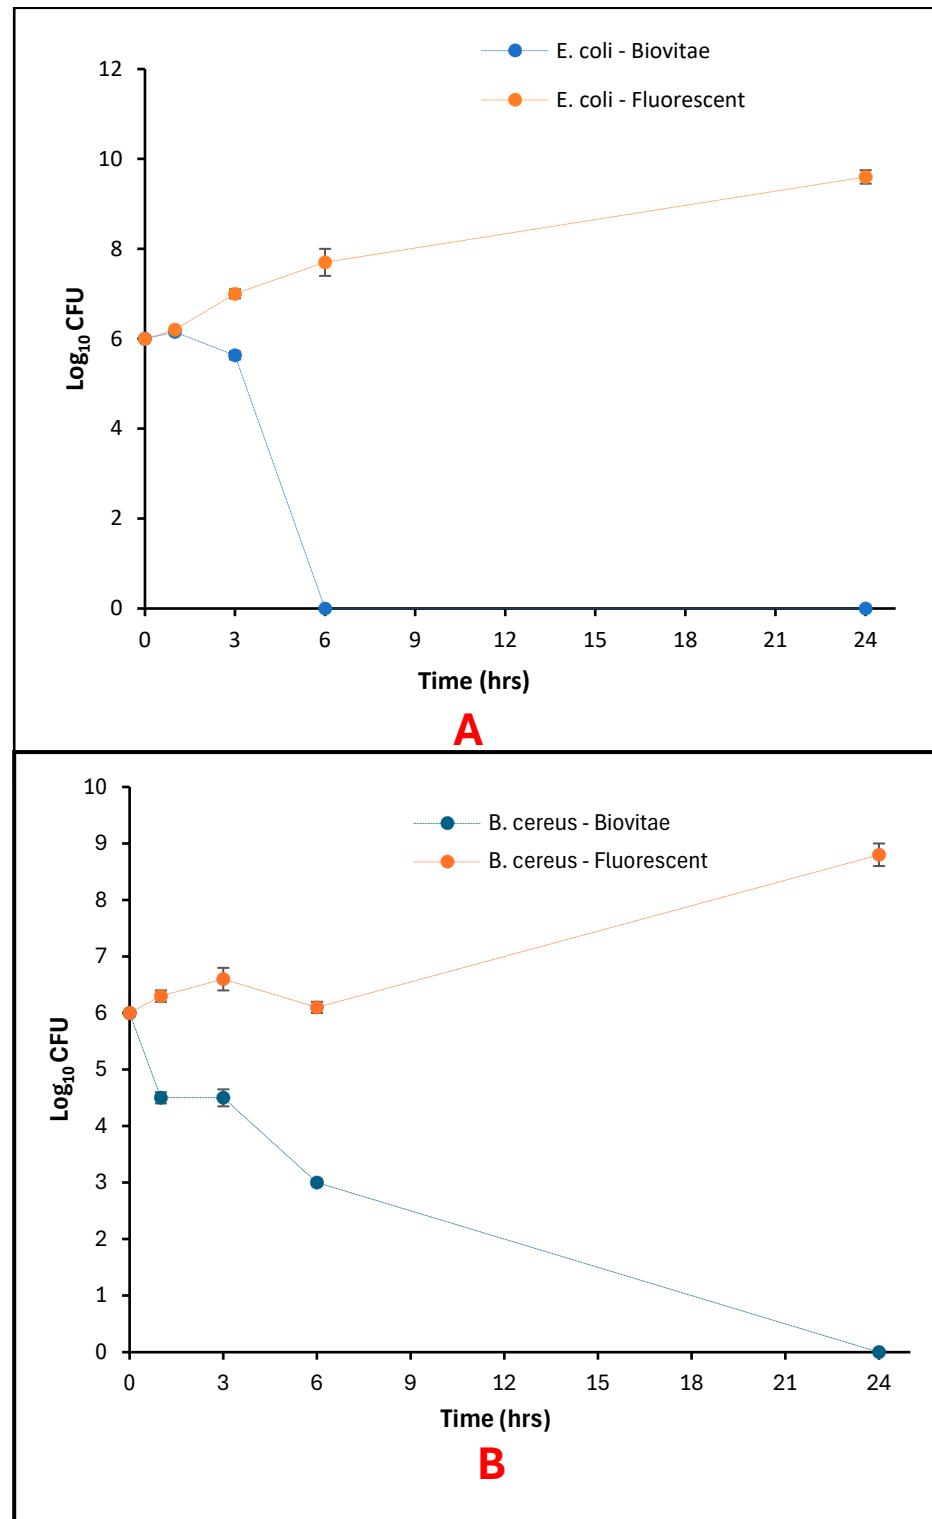 E. coli - Biovitae
E. coli - Fluorescent
12
10
8
6
4
2
0
Log₁₀ CFU
0 3 6 9 12 15 18 21 24
Time (hrs)
A
B. cereus - Biovitae
B. cereus - Fluorescent
10
9
8
7
6
5
4
3
2
1
0
Log₁₀ CFU
0 3 6 9 12 15 18 21 24
Time (hrs)
B